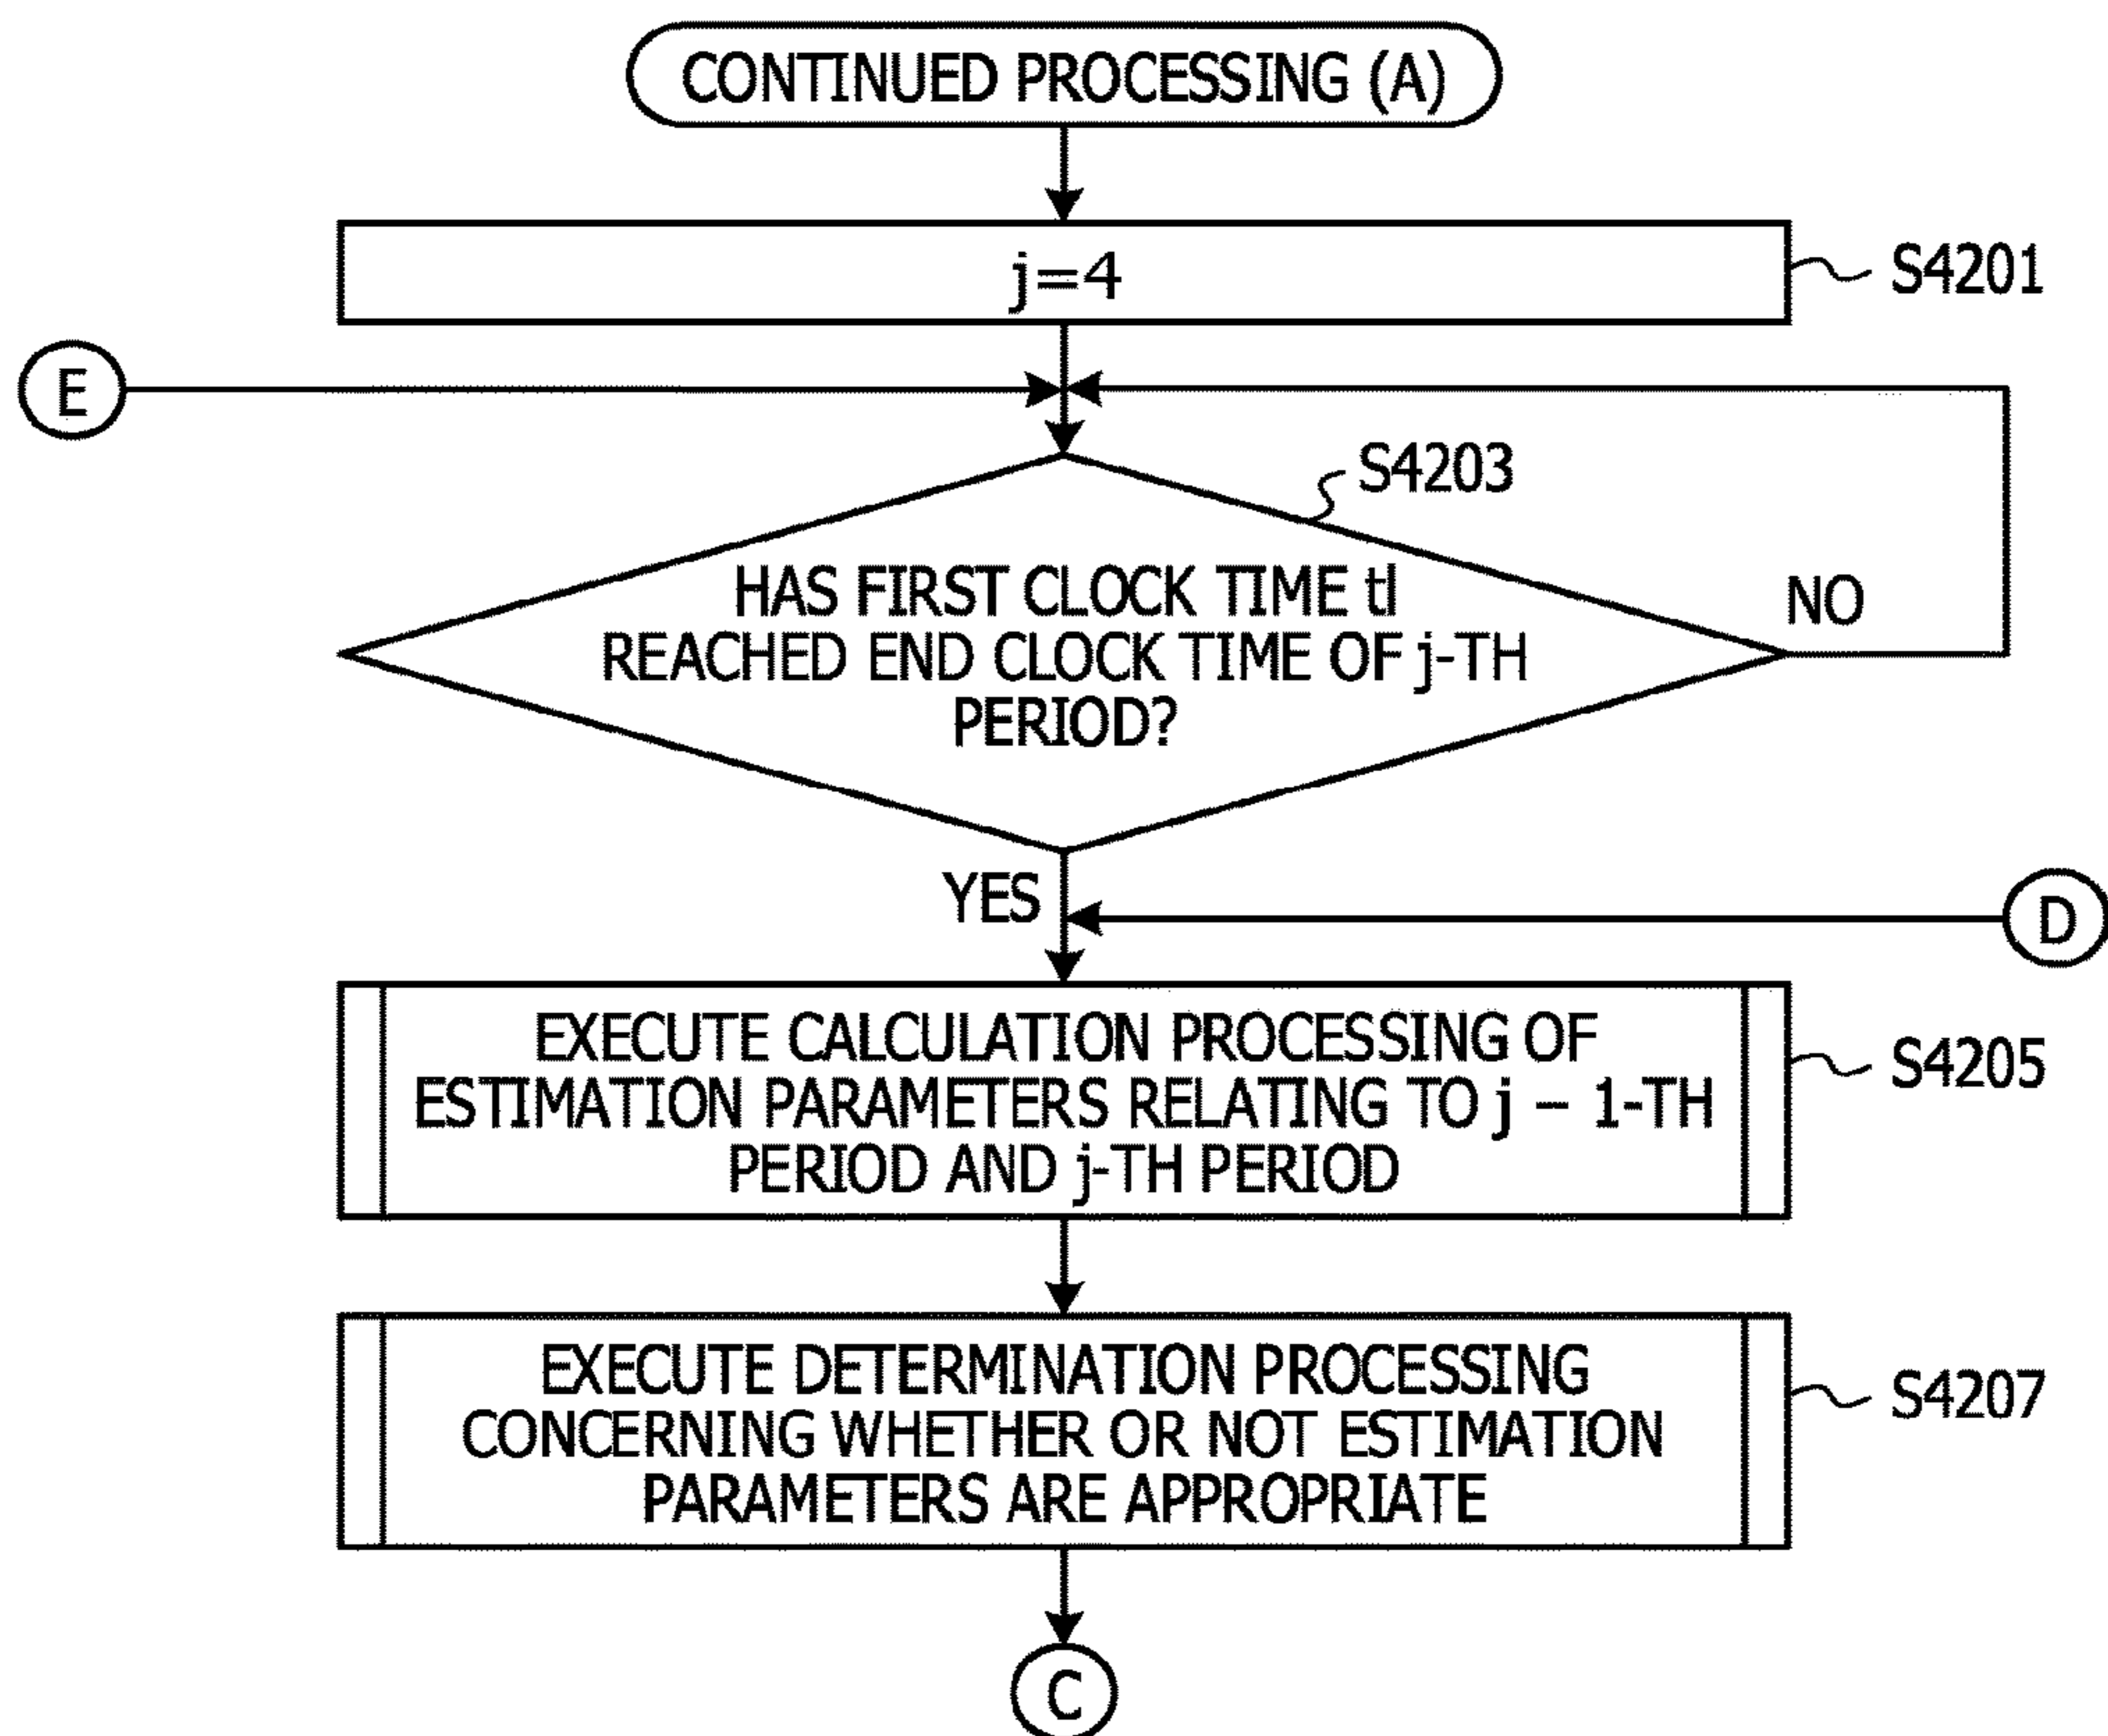 CONTINUED PROCESSING (A)
j=4
S4201
E
S4203
HAS FIRST CLOCK TIME tl
REACHED END CLOCK TIME OF j-TH
PERIOD?
NO
YES
D
EXECUTE CALCULATION PROCESSING OF
ESTIMATION PARAMETERS RELATING TO j – 1-TH
PERIOD AND j-TH PERIOD
S4205
EXECUTE DETERMINATION PROCESSING
CONCERNING WHETHER OR NOT ESTIMATION
PARAMETERS ARE APPROPRIATE
S4207
C